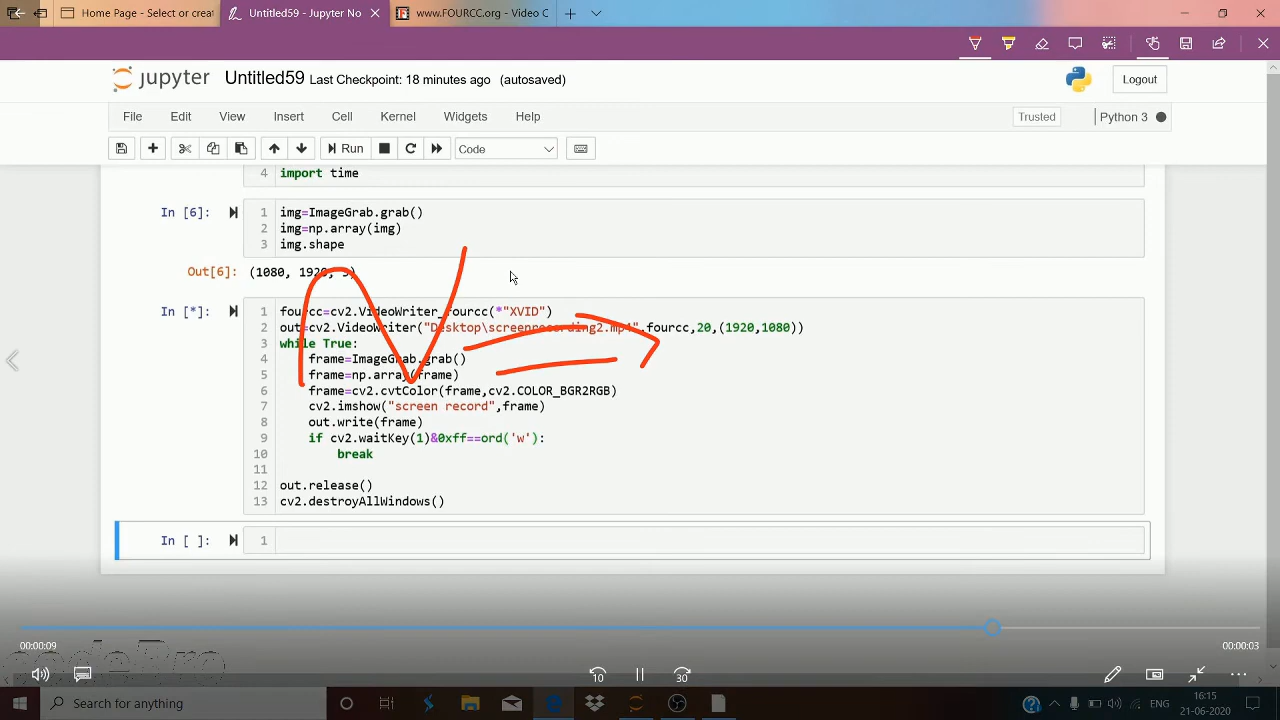 Home Page - Select or creat
Untitled59 - Jupyter No
www.FOURCC.org - Video C
jupyter Untitled59 Last Checkpoint: 18 minutes ago (autosaved)
Logout
File Edit View Insert Cell Kernel Widgets Help
Trusted
Python 3
Run
Code
4 import time
In [6]:
1 img=ImageGrab.grab()
2 img=np.array(img)
3 img.shape
Out[6]: (1080, 1920, 3)
In [*]:
1 fourcc=cv2.VideoWriter_fourcc(*"XVID")
2 out=cv2.VideoWriter("Desktop\screenrecording2.mp4",fourcc,20,(1920,1080))
3 while True:
4 frame=ImageGrab.grab()
5 frame=np.array(frame)
6 frame=cv2.cvtColor(frame,cv2.COLOR_BGR2RGB)
7 cv2.imshow("screen record",frame)
8 out.write(frame)
9 if cv2.waitKey(1)&0xff==ord('w'):
10 break
11
12 out.release()
13 cv2.destroyAllWindows()
In [ ]: 1
00:00:09
00:00:03
10
30
Search for anything
ENG
16:15
21-06-2020